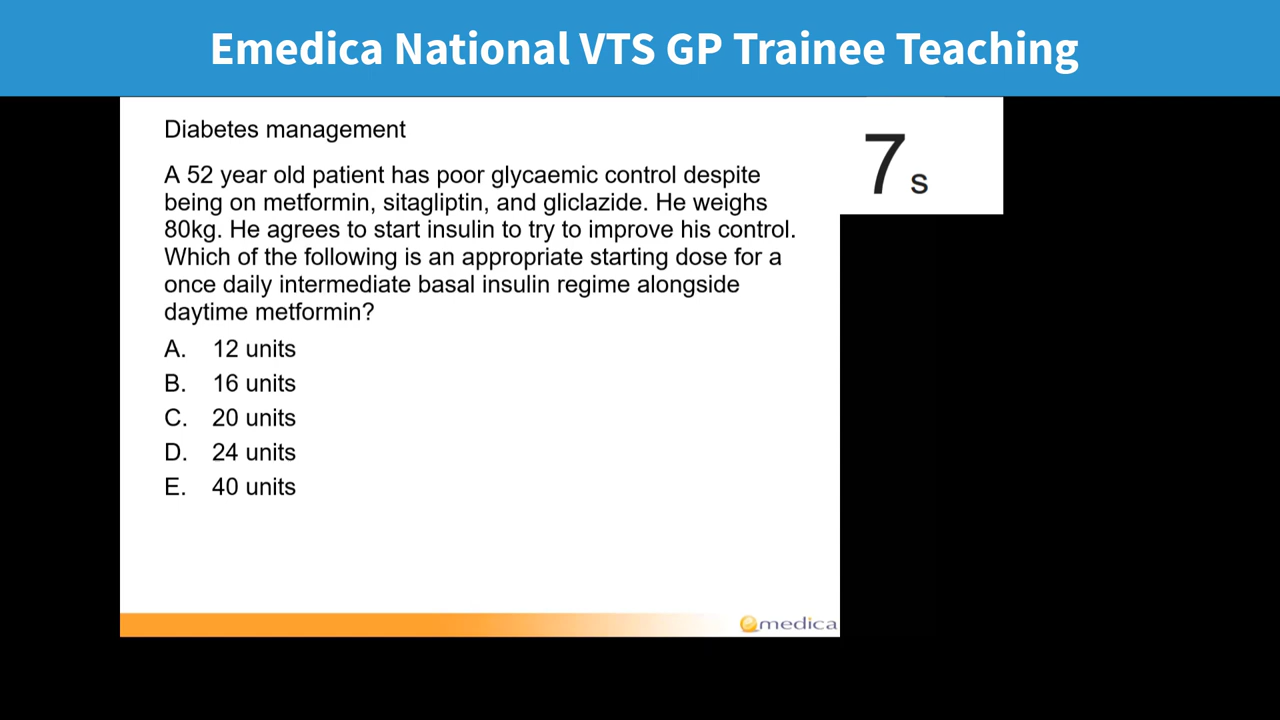 Emedica National VTS GP Trainee Teaching
Diabetes management
7 s
A 52 year old patient has poor glycaemic control despite
being on metformin, sitagliptin, and gliclazide. He weighs
80kg. He agrees to start insulin to try to improve his control.
Which of the following is an appropriate starting dose for a
once daily intermediate basal insulin regime alongside
daytime metformin?
A. 12 units
B. 16 units
C. 20 units
D. 24 units
E. 40 units
emedica